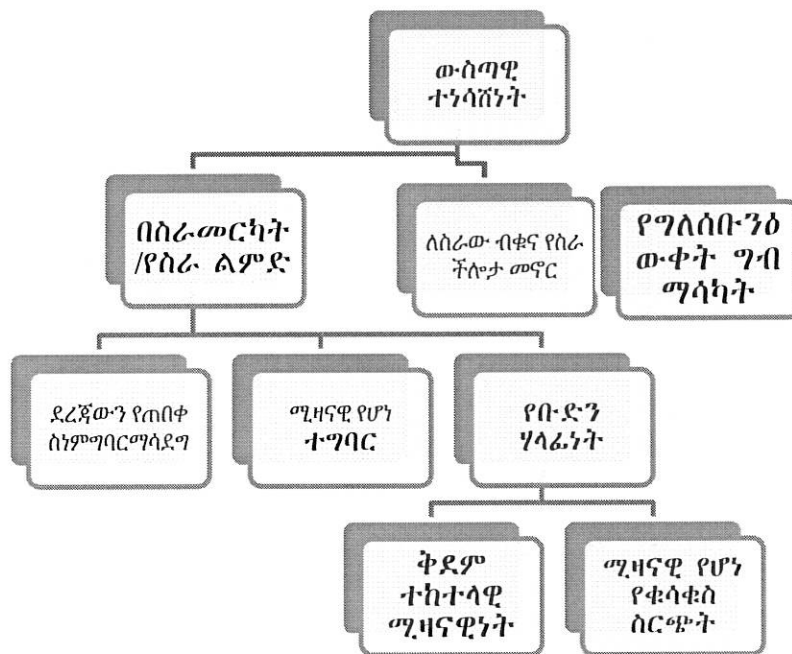 ውስጣዊ
ተነሳሽነት
በስራመርካት
/የስራ ልምድ
ለስራው ብቁና የስራ
ችሎታ መኖር
የግለሰቡንዕ
ውቀት ግብ
ማሳካት
ደረጃውን የጠበቀ
ስነምግባርማሳደግ
ሚዛናዊ የሆነ
ተግባር
የቡድን
ሃላፊነት
ቅደም
ተከተላዊ
ሚዛናዊነት
ሚዛናዊ የሆነ
የቁሳቁስ
ስርጭት